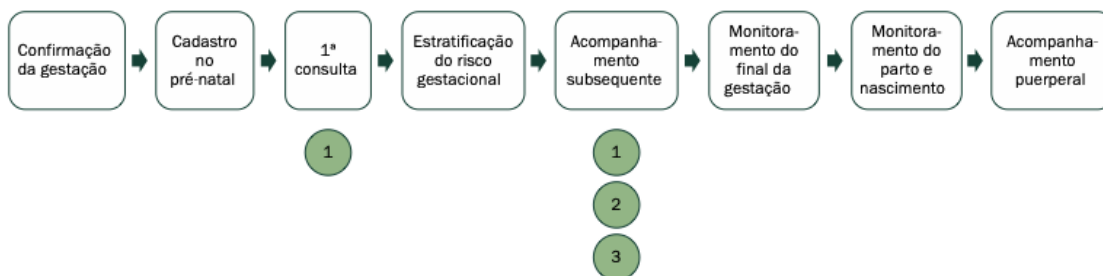 Confirmação
da gestação
Cadastro
no
pré-natal
1ª
consulta
Estratificação
do risco
gestacional
Acompanha-
mento
subsequente
Monitora-
mento do
final da
gestação
Monitora-
mento do
parto e
nascimento
Acompanha-
mento
puerperal
1
1
2
3